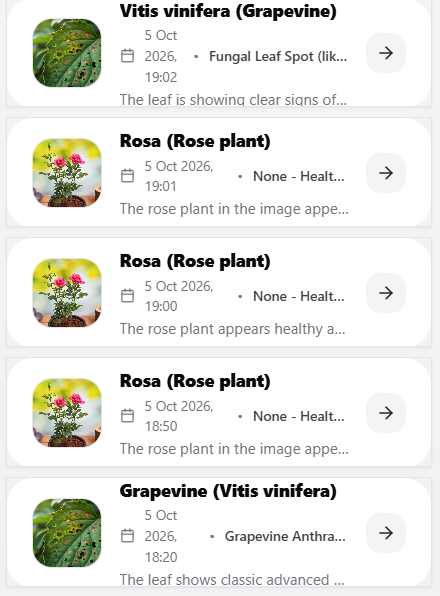 Vitis vinifera (Grapevine)
5 Oct
2026, • Fungal Leaf Spot (lik...
19:02
The leaf is showing clear signs of...
Rosa (Rose plant)
5 Oct 2026, • None - Healt...
19:01
The rose plant in the image appe...
Rosa (Rose plant)
5 Oct 2026, • None - Healt...
19:00
The rose plant appears healthy a...
Rosa (Rose plant)
5 Oct 2026, • None - Healt...
18:50
The rose plant in the image appe...
Grapevine (Vitis vinifera)
5 Oct
2026, • Grapevine Anthra...
18:20
The leaf shows classic advanced ...